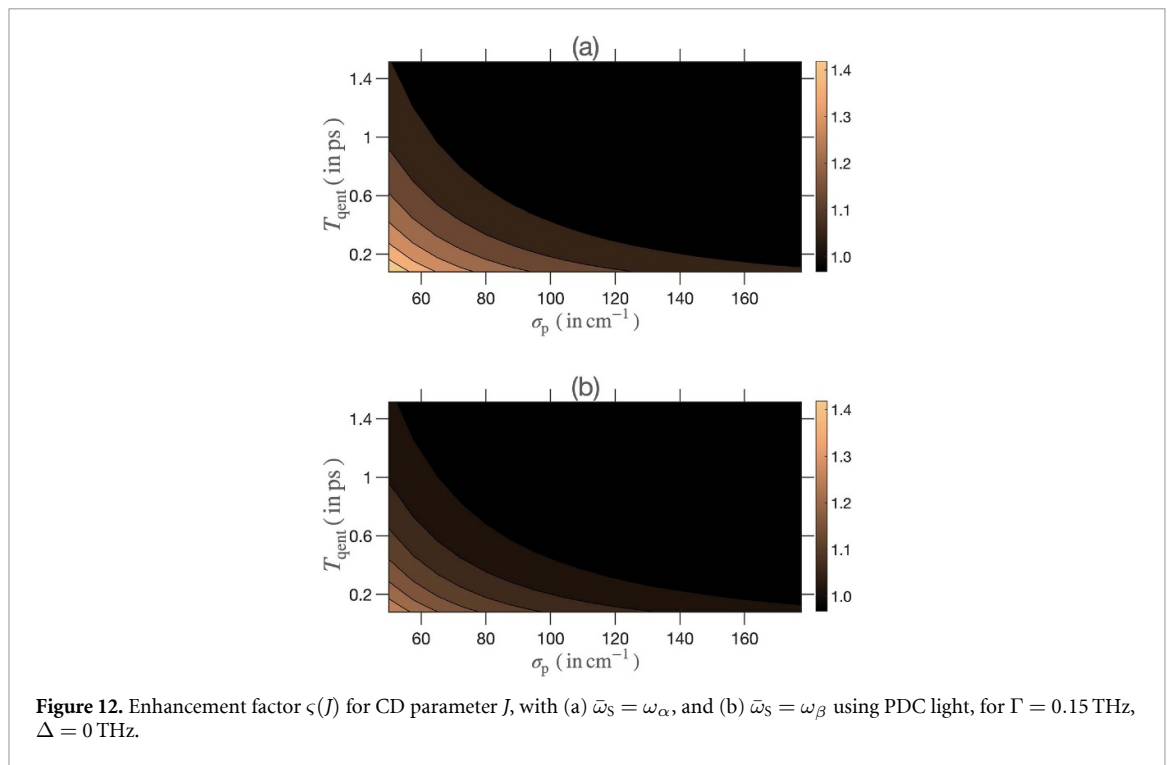 (a)
1.4
1
0.6
0.2
T_qent (in ps)
60 80 100 120 140 160
σ_p (in cm⁻¹)
1.4
1.3
1.2
1.1
1.0
(b)
1.4
1
0.6
0.2
T_qent (in ps)
60 80 100 120 140 160
σ_p (in cm⁻¹)
1.4
1.3
1.2
1.1
1.0
Figure 12. Enhancement factor ς(J) for CD parameter J, with (a) ω̄_S = ω_α, and (b) ω̄_S = ω_β using PDC light, for Γ = 0.15 THz,
Δ = 0 THz.